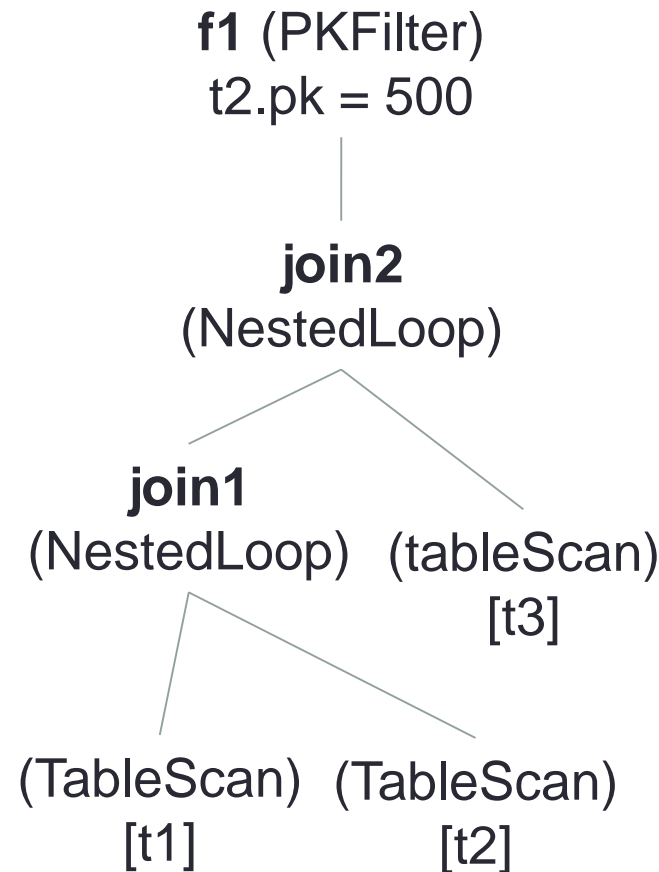 f1 (PKFilter)
t2.pk = 500
join2
(NestedLoop)
join1
(NestedLoop)
(tableScan)
[t3]
(TableScan)
[t1]
(TableScan)
[t2]